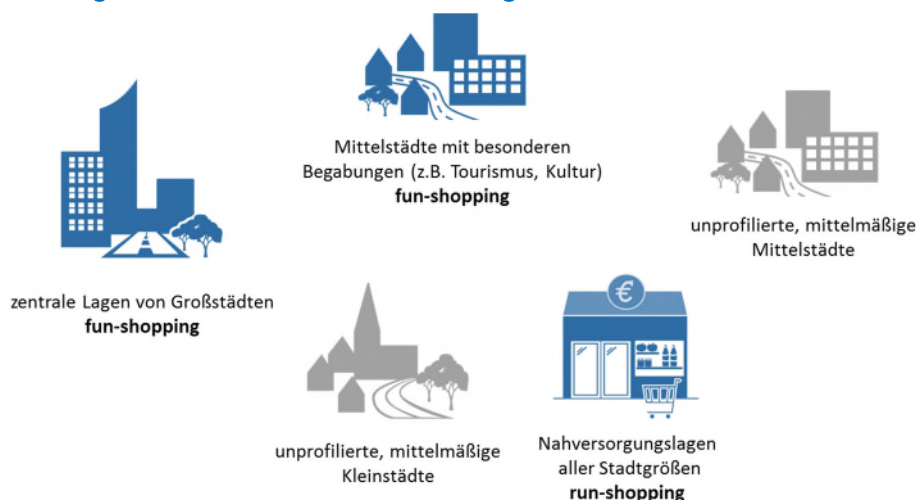 Mittelstädte mit besonderen
Begabungen (z.B. Tourismus, Kultur)
fun-shopping
unprofilierte, mittelmäßige
Mittelstädte
zentrale Lagen von Großstädten
fun-shopping
€
unprofilierte, mittelmäßige
Kleinstädte
Nahversorgungslagen
aller Stadtgrößen
run-shopping